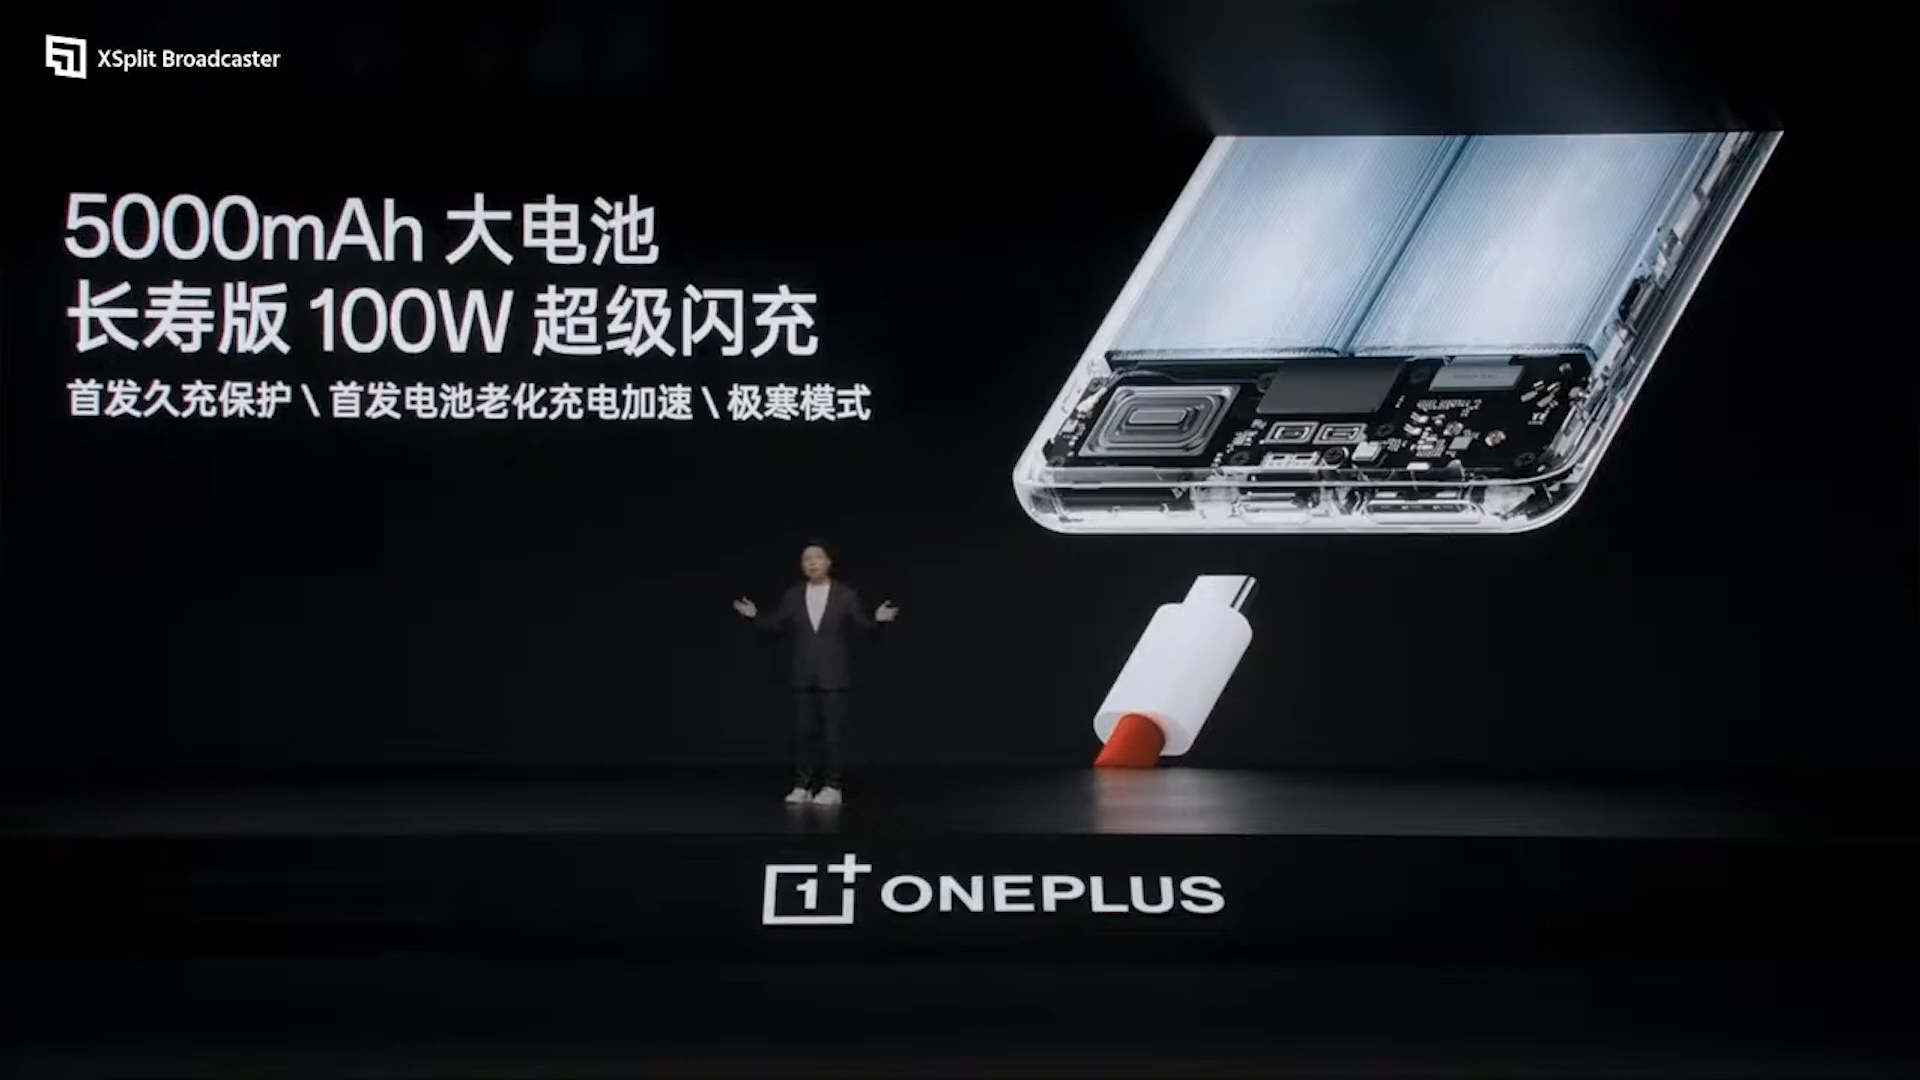 XSplit Broadcaster
5000mAh 大电池
长寿版 100W 超级闪充
首发久充保护 \ 首发电池老化充电加速 \ 极寒模式
1+ ONEPLUS